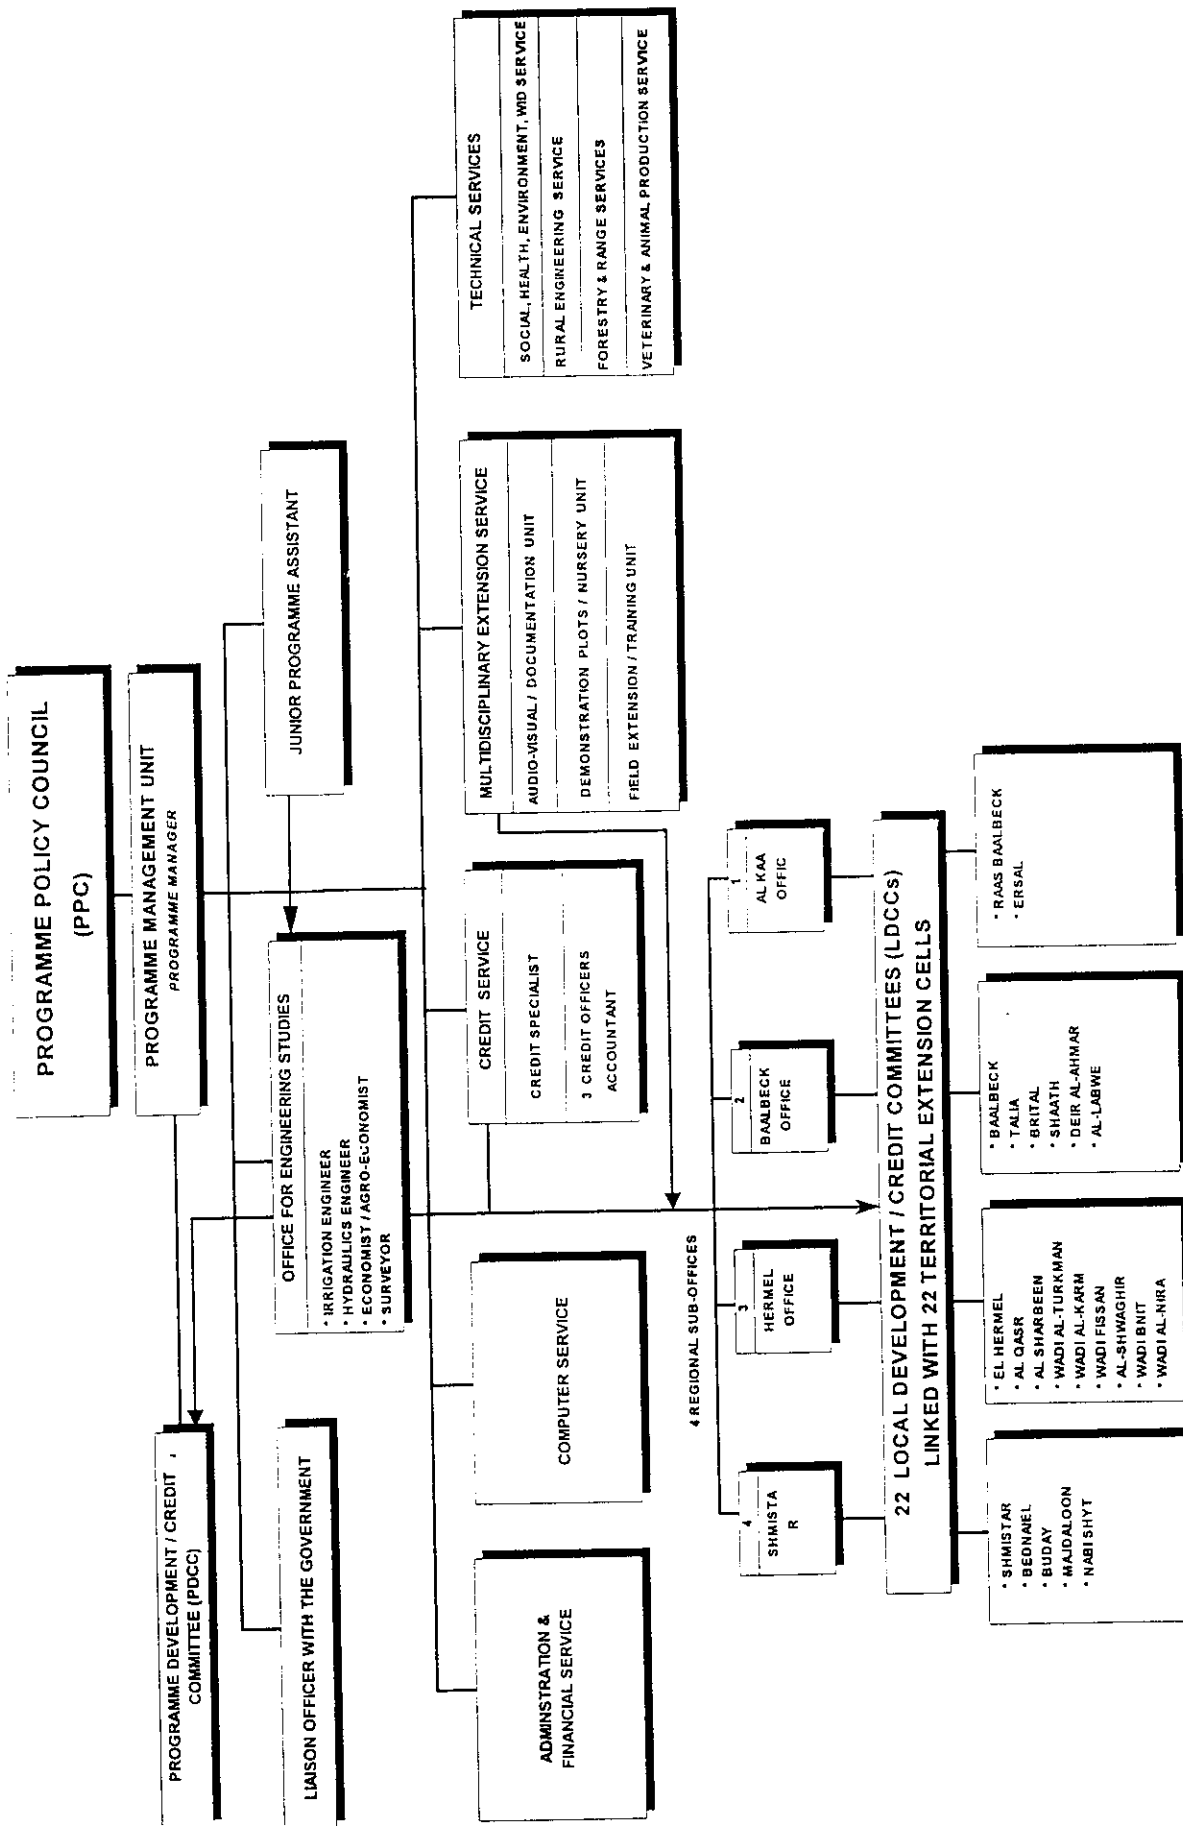 PROGRAMME POLICY COUNCIL
(PPC)
PROGRAMME MANAGEMENT UNIT
PROGRAMME MANAGER
PROGRAMME DEVELOPMENT / CREDIT
COMMITTEE (PDCC)
LIAISON OFFICER WITH THE GOVERNMENT
OFFICE FOR ENGINEERING STUDIES
• IRRIGATION ENGINEER
• HYDRAULICS ENGINEER
• ECONOMIST / AGRO-ECONOMIST
• SURVEYOR
JUNIOR PROGRAMME ASSISTANT
ADMINSTRATION &
FINANCIAL SERVICE
COMPUTER SERVICE
CREDIT SERVICE
CREDIT SPECIALIST
3 CREDIT OFFICERS
ACCOUNTANT
MULTIDISCIPLINARY EXTENSION SERVICE
AUDIO-VISUAL / DOCUMENTATION UNIT
DEMONSTRATION PLOTS / NURSERY UNIT
FIELD EXTENSION / TRAINING UNIT
TECHNICAL SERVICES
SOCIAL, HEALTH, ENVIRONMENT, WID SERVICE
RURAL ENGINEERING SERVICE
FORESTRY & RANGE SERVICES
VETERINARY & ANIMAL PRODUCTION SERVICE
4 REGIONAL SUB-OFFICES
4
SHMISTA
R
3
HERMEL
OFFICE
2
BAALBECK
OFFICE
1
AL KAA
OFFIC
22 LOCAL DEVELOPMENT / CREDIT COMMITTEES (LDCCs)
LINKED WITH 22 TERRITORIAL EXTENSION CELLS
• SHMISTAR
• BEDNAIEL
• BUDAY
• MAJDALOON
• NABI SHYT
• EL HERMEL
• AL QASR
• AL SHARBEEN
• WADI AL-TURKMAN
• WADI AL-KARM
• WADI FISSAN
• AL-SHWAGHIR
• WADI BNIT
• WADI AL-NIRA
• BAALBECK
• TALIA
• BRITAL
• SHAATH
• DEIR AL-AHMAR
• AL-LABWE
• RAAS BAALBECK
• ERSAL